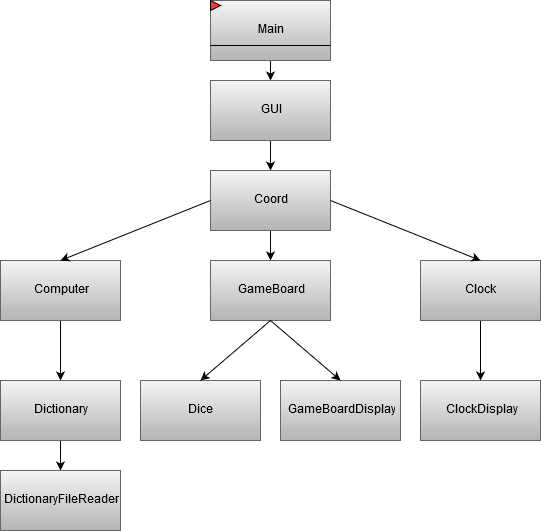 Main
GUI
Coord
Computer
GameBoard
Clock
Dictionary
Dice
GameBoardDisplay
ClockDisplay
DictionaryFileReader